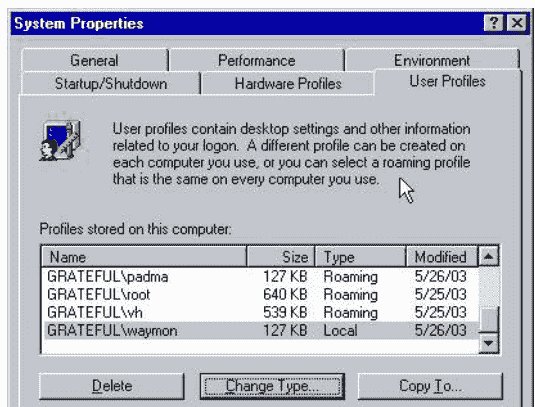 System Properties
General Performance Environment
Startup/Shutdown Hardware Profiles User Profiles
User profiles contain desktop settings and other information
related to your logon. A different profile can be created on
each computer you use, or you can select a roaming profile
that is the same on every computer you use.
Profiles stored on this computer:
Name Size Type Modified
GRATEFUL\padma 127 KB Roaming 5/26/03
GRATEFUL\root 640 KB Roaming 5/25/03
GRATEFUL\vh 539 KB Roaming 5/25/03
GRATEFUL\waymon 127 KB Local 5/26/03
Delete Change Type... Copy To...